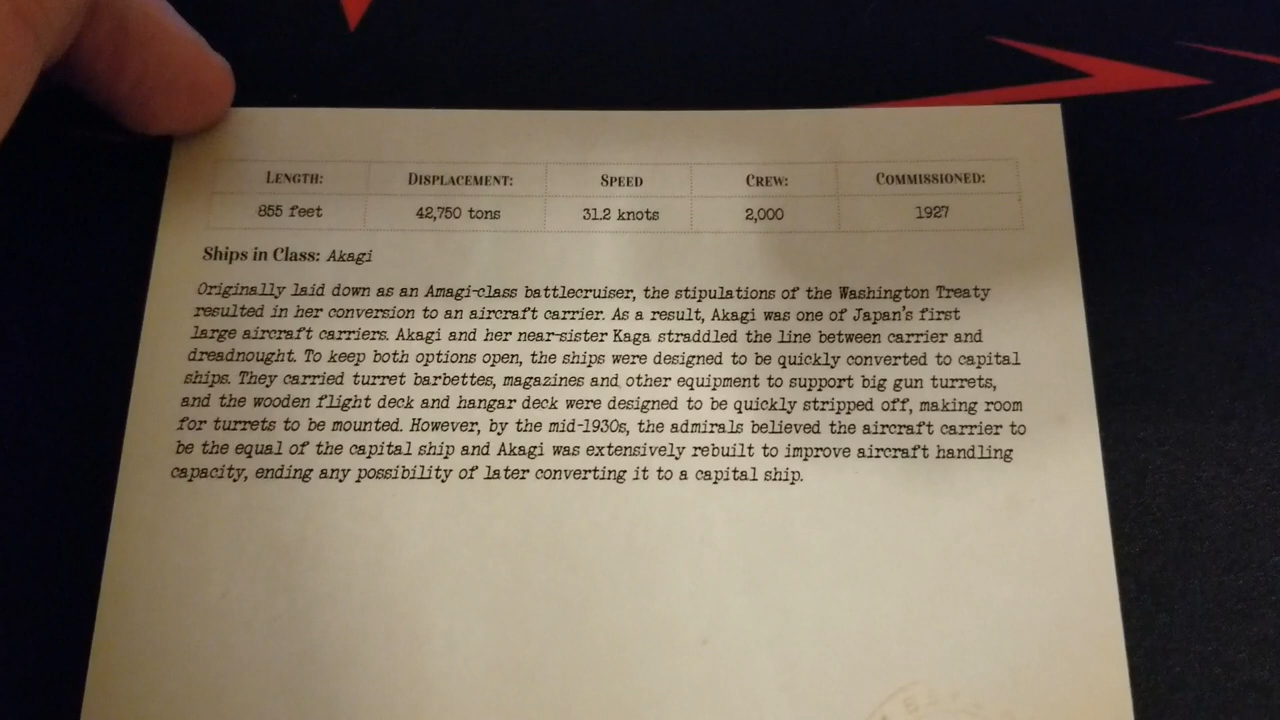 LENGTH: DISPLACEMENT: SPEED CREW: COMMISSIONED:
855 feet 42,750 tons 31.2 knots 2,000 1927
Ships in Class: Akagi
Originally laid down as an Amagi-class battlecruiser, the stipulations of the Washington Treaty
resulted in her conversion to an aircraft carrier. As a result, Akagi was one of Japan's first
large aircraft carriers. Akagi and her near-sister Kaga straddled the line between carrier and
dreadnought. To keep both options open, the ships were designed to be quickly converted to capital
ships. They carried turret barbettes, magazines and other equipment to support big gun turrets,
and the wooden flight deck and hangar deck were designed to be quickly stripped off, making room
for turrets to be mounted. However, by the mid-1930s, the admirals believed the aircraft carrier to
be the equal of the capital ship and Akagi was extensively rebuilt to improve aircraft handling
capacity, ending any possibility of later converting it to a capital ship.